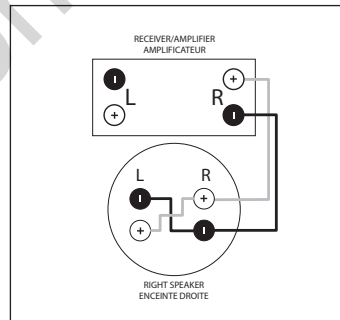 RECEIVER/AMPLIFIER
AMPLIFICATEUR
L R
L R
RIGHT SPEAKER
ENCEINTE DROITE